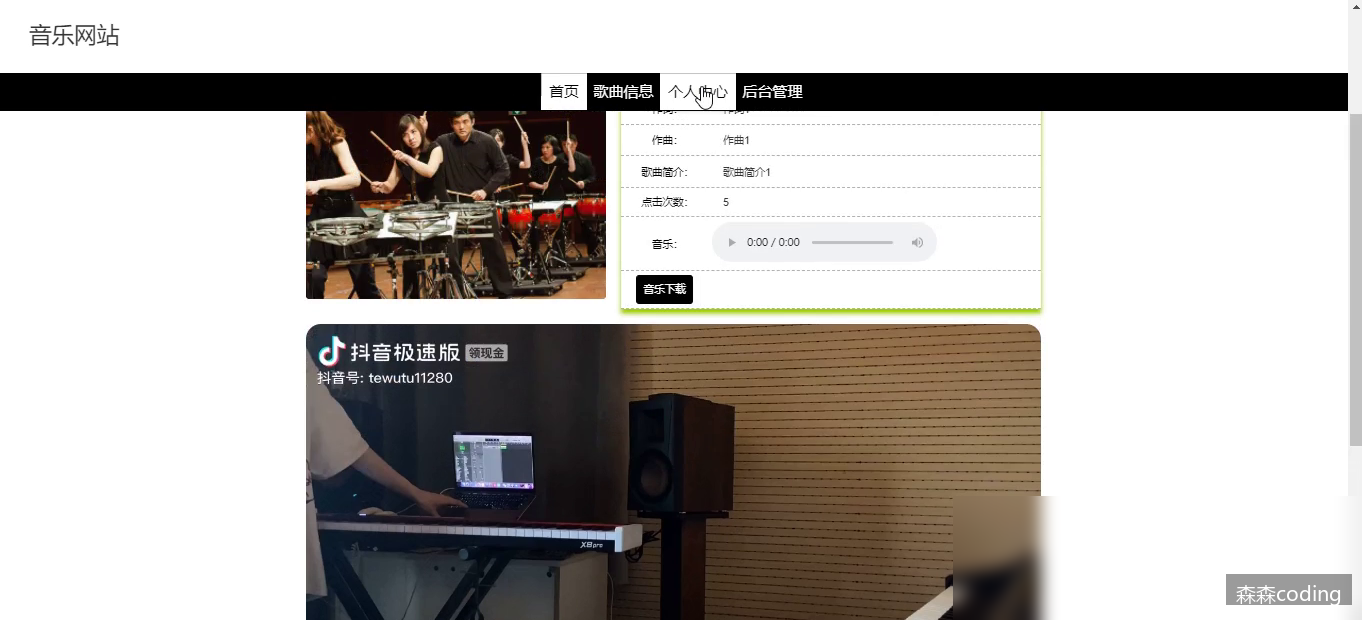 音乐网站
首页 歌曲信息 个人中心 后台管理
作曲: 作曲1
歌曲简介: 歌曲简介1
点击次数: 5
音乐: 0:00 / 0:00
音乐下载
抖音极速版 领现金
抖音号: tewutu11280
XBpro
森森coding